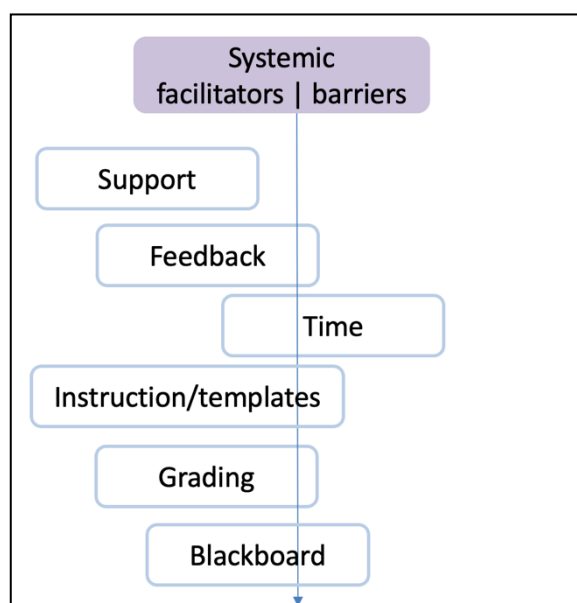 Systemic
facilitators | barriers
Support
Feedback
Time
Instruction/templates
Grading
Blackboard